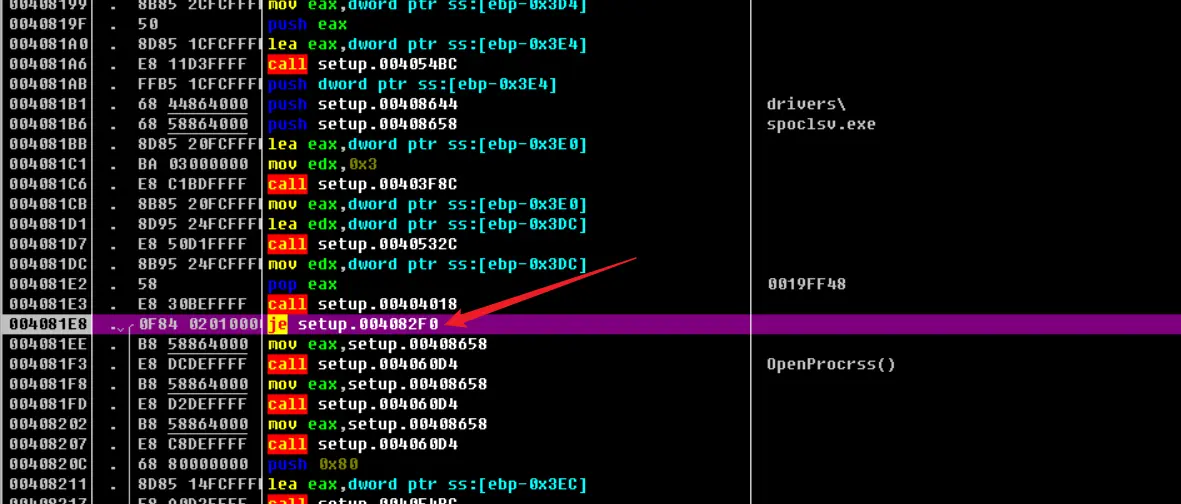 00408199 . 8B85 2CFCFFF mov eax,dword ptr ss:[ebp-0x3D4]
0040819F . 50 push eax
004081A0 . 8D85 1CFCFFF lea eax,dword ptr ss:[ebp-0x3E4]
004081A6 . E8 11D3FFFF call setup.004054BC
004081AB . FFB5 1CFCFFF push dword ptr ss:[ebp-0x3E4]
004081B1 . 68 44864000 push setup.00408644 drivers\
004081B6 . 68 58864000 push setup.00408658 spoclsv.exe
004081BB . 8D85 20FCFFF lea eax,dword ptr ss:[ebp-0x3E0]
004081C1 . BA 03000000 mov edx,0x3
004081C6 . E8 C1BDFFFF call setup.00403F8C
004081CB . 8B85 20FCFFF mov eax,dword ptr ss:[ebp-0x3E0]
004081D1 . 8D95 24FCFFF lea edx,dword ptr ss:[ebp-0x3DC]
004081D7 . E8 50D1FFFF call setup.0040532C
004081DC . 8B95 24FCFFF mov edx,dword ptr ss:[ebp-0x3DC]
004081E2 . 58 pop eax 0019FF48
004081E3 . E8 30BEFFFF call setup.00404018
004081E8 . 0F84 0201000 je setup.004082F0
004081EE . B8 58864000 mov eax,setup.00408658
004081F3 . E8 DCDEFFFF call setup.004060D4 OpenProcrss()
004081F8 . B8 58864000 mov eax,setup.00408658
004081FD . E8 D2DEFFFF call setup.004060D4
00408202 . B8 58864000 mov eax,setup.00408658
00408207 . E8 C8DEFFFF call setup.004060D4
0040820C . 68 80000000 push 0x80
00408211 . 8D85 14FCFFF lea eax,dword ptr ss:[ebp-0x3EC]